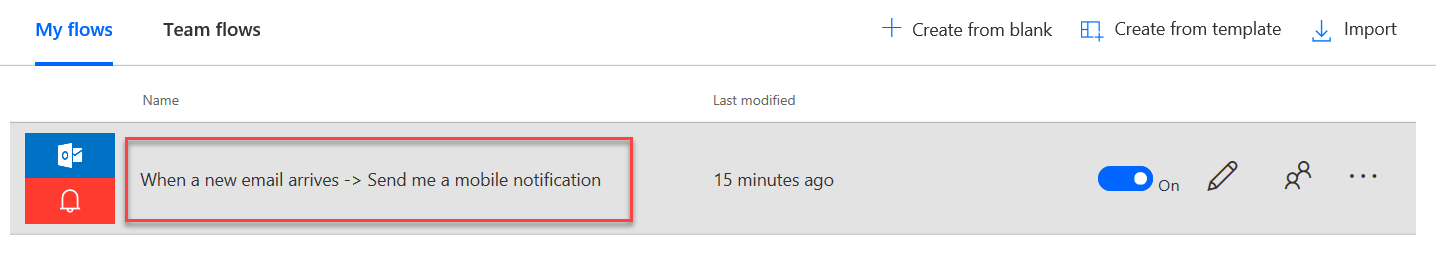 My flows
Team flows
Create from blank
Create from template
Import
Name
Last modified
When a new email arrives -> Send me a mobile notification
15 minutes ago
On